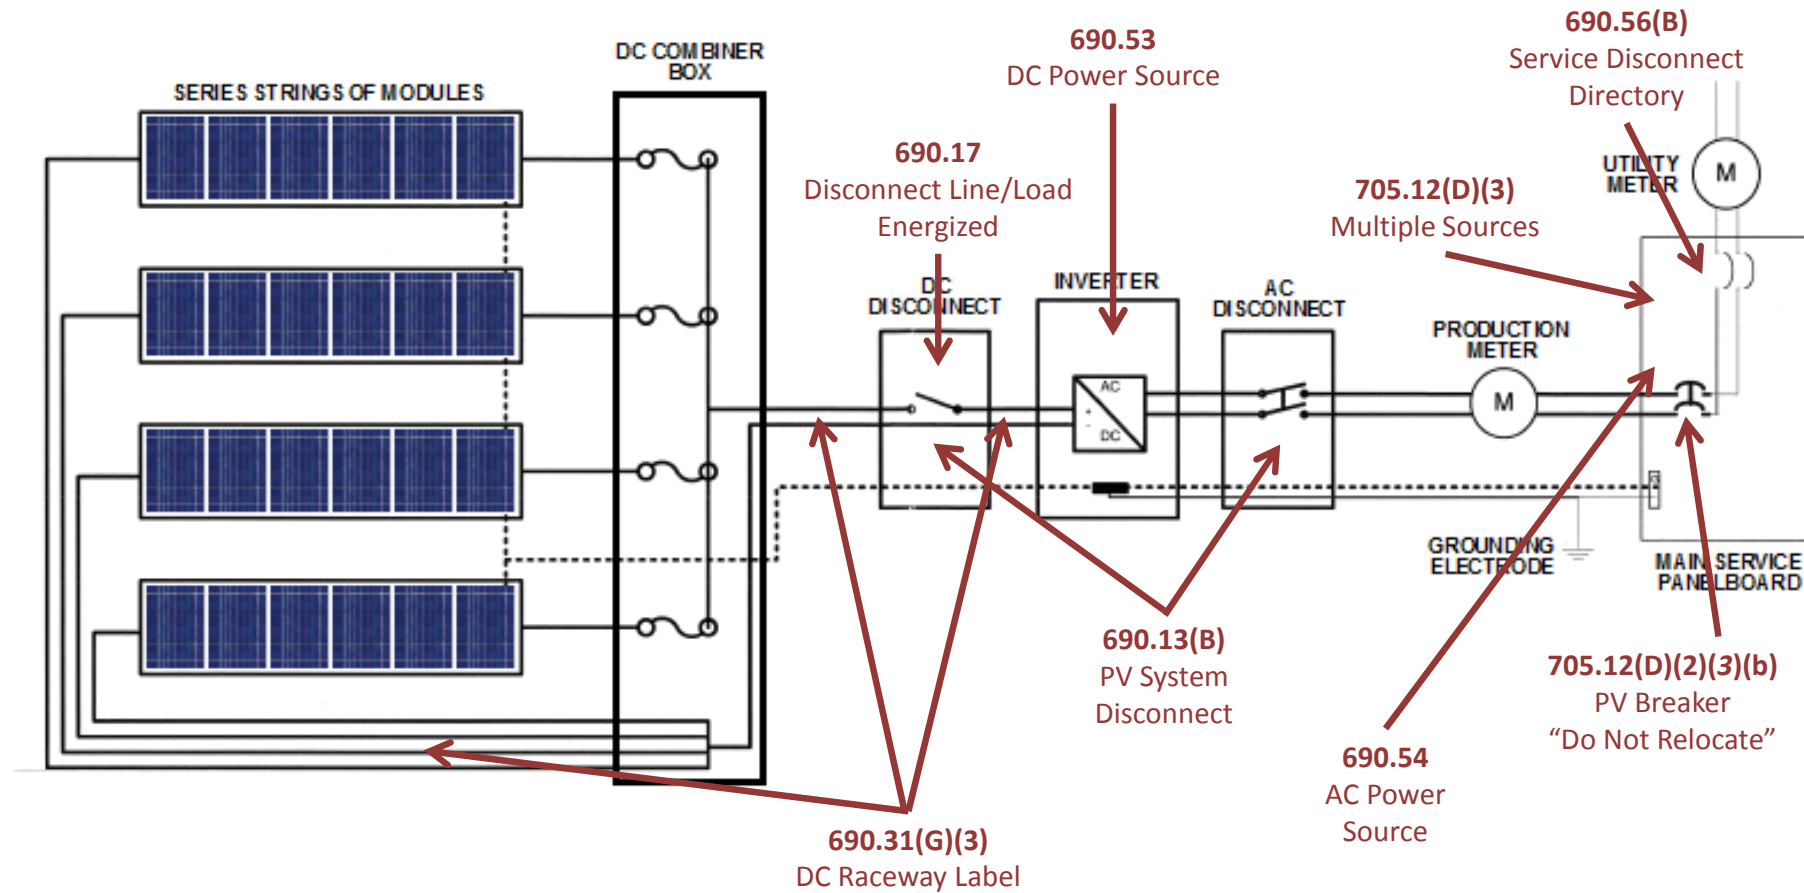 SERIES STRINGS OF MODULES
DC COMBINER
BOX
690.53
DC Power Source
690.56(B)
Service Disconnect
Directory
690.17
Disconnect Line/Load
Energized
705.12(D)(3)
Multiple Sources
UTILITY
METER
M
DC
DISCONNECT
INVERTER
AC
DISCONNECT
PRODUCTION
METER
M
AC
+
-
DC
G
GROUNDING
ELECTRODE
MAIN SERVICE
PANELBOARD
690.13(B)
PV System
Disconnect
705.12(D)(2)(3)(b)
PV Breaker
“Do Not Relocate”
690.54
AC Power
Source
690.31(G)(3)
DC Raceway Label